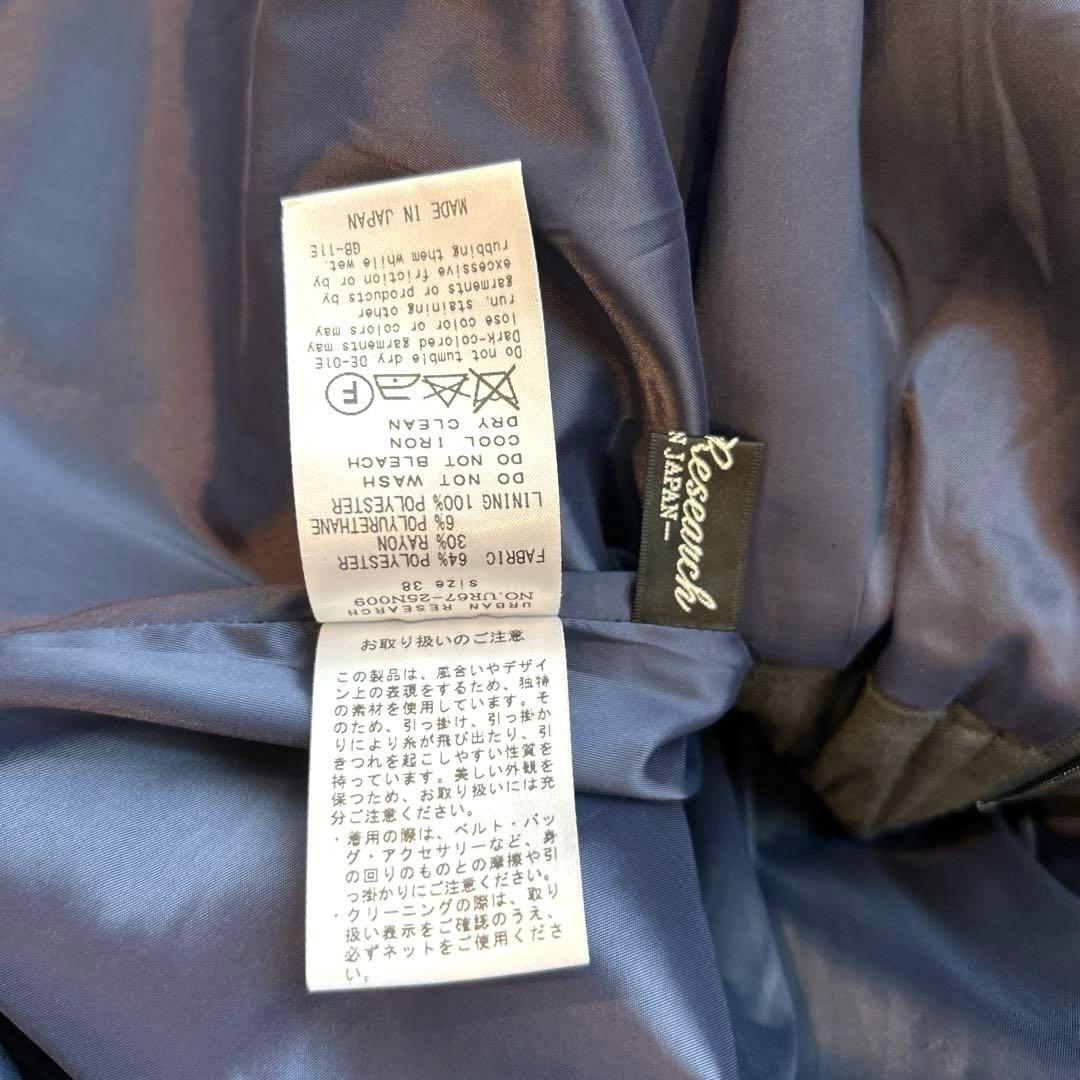 URBAN RESEARCH
NO.UR67-25N009
size 38
FABRIC 64% POLYESTER
30% RAYON
6% POLYURETHANE
LINING 100% POLYESTER
DO NOT WASH
DO NOT BLEACH
COOL IRON
DRY CLEAN
F
Do not tumble dry. DE-01E
Dark-colored garments may
lose color or colors may
run, staining other
garments or products by
excessive friction or by
rubbing them while wet.
GB-11E
MADE IN JAPAN
お取り扱いのご注意
この製品は、風合いやデザイ
ン上の表現をするため、独特
の素材を使用しています。そ
のため、引っ掛け、引っ掛か
りにより糸が飛び出たり、引
きつれを起こしやすい性質を
持っています。美しい外観を
保つため、お取り扱いには充
分ご注意ください。
・着用の際は、ベルト・バッ
グ・アクセサリーなど、身
の回りのものとの摩擦や引
っ掛かりにご注意ください。
・クリーニングの際は、取り
扱い表示をご確認のうえ、
必ずネットをご使用くださ
い。
Research
N JAPAN-